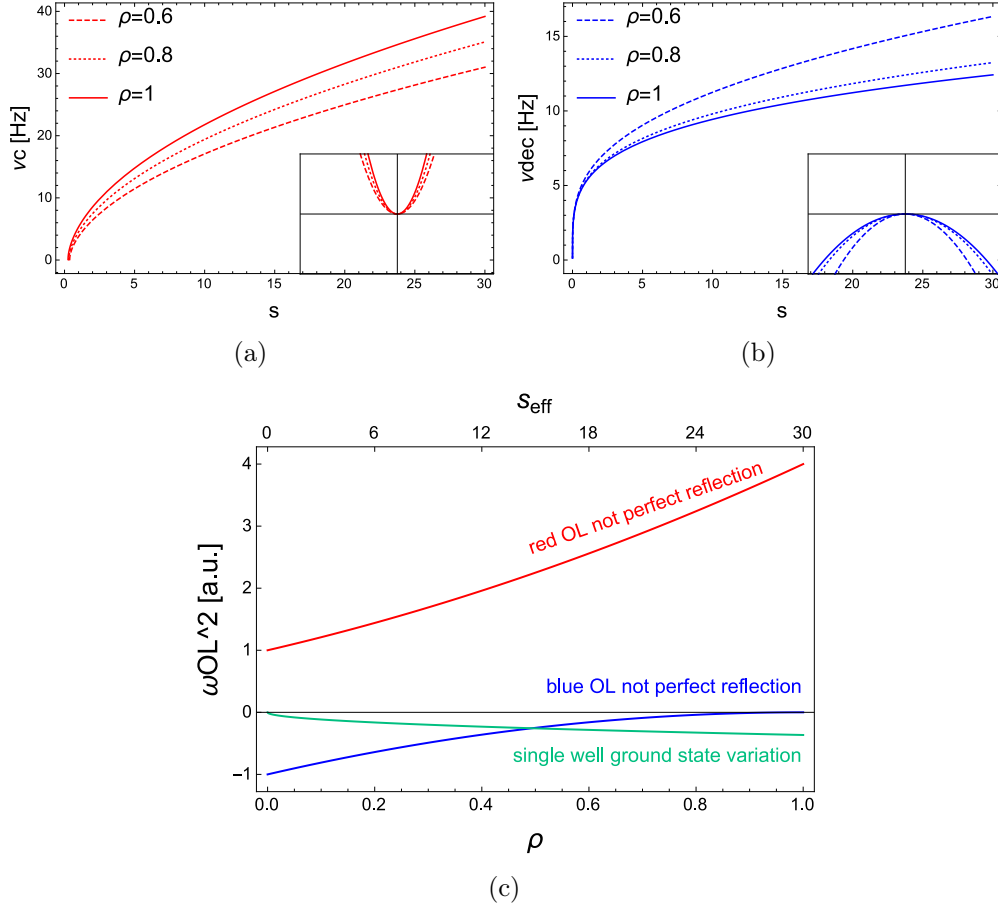 ρ=0.6
ρ=0.8
ρ=1
νc [Hz]
40
30
20
10
0
0 5 10 15 20 25 30
s
(a)
ρ=0.6
ρ=0.8
ρ=1
νdec [Hz]
15
10
5
0
0 5 10 15 20 25 30
s
(b)
s_eff
0 6 12 18 24 30
ωOL^2 [a.u.]
4
3
2
1
0
−1
red OL not perfect reflection
blue OL not perfect reflection
single well ground state variation
0.0 0.2 0.4 0.6 0.8 1.0
ρ
(c)